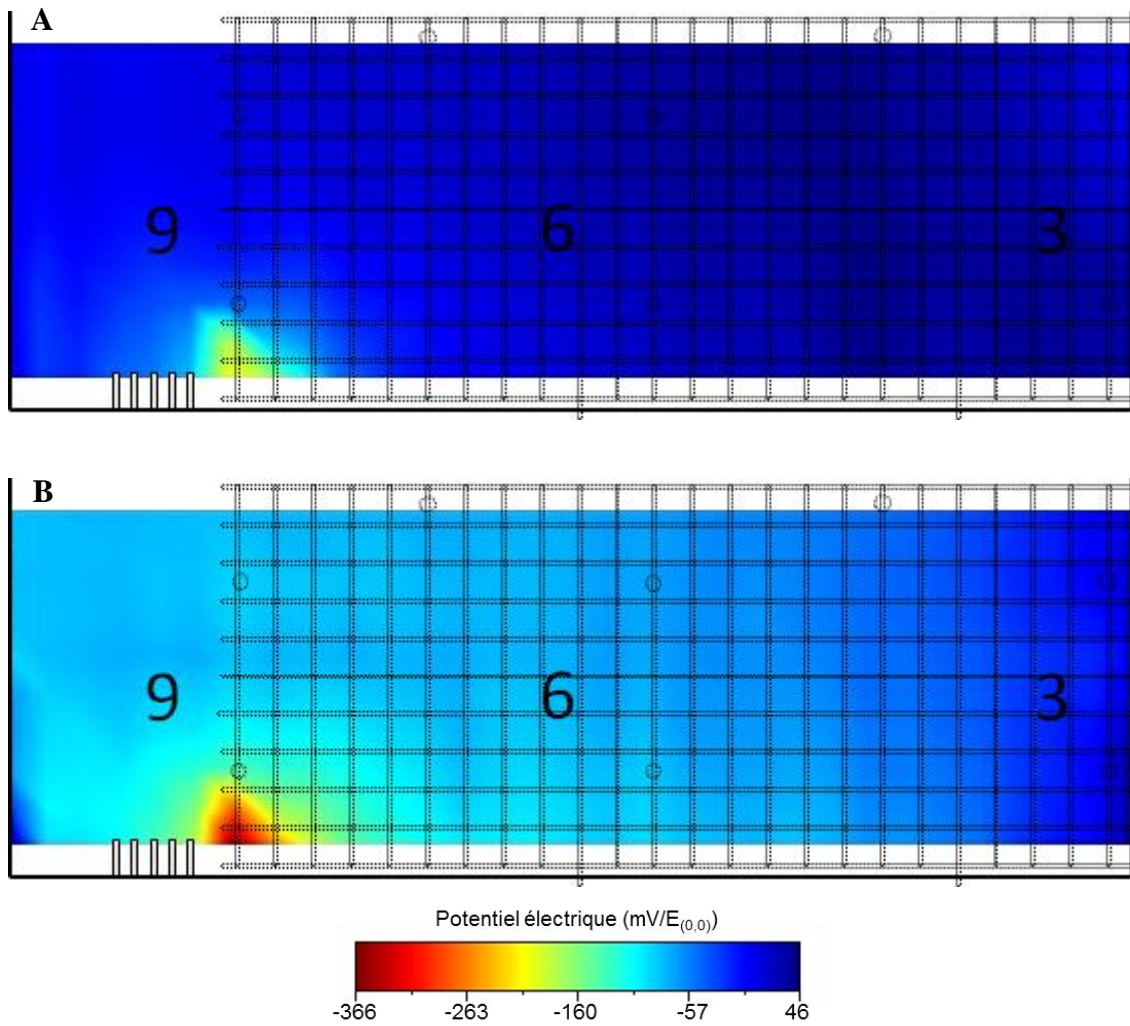 A
9 6 3
B
9 6 3
Potentiel électrique (mV/E(0,0))
-366 -263 -160 -57 46